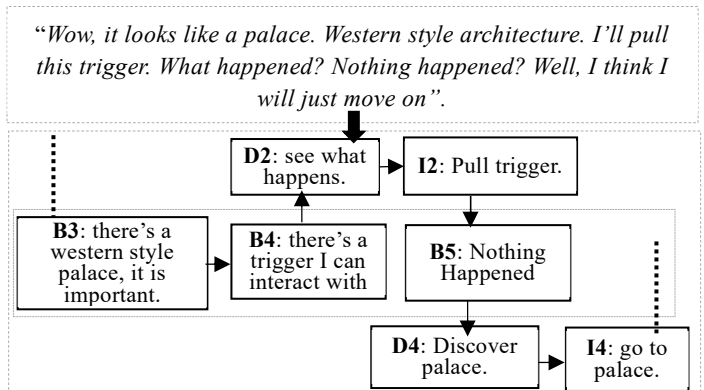 “Wow, it looks like a palace. Western style architecture. I’ll pull
this trigger. What happened? Nothing happened? Well, I think I
will just move on”.
D2: see what
happens.
I2: Pull trigger.
B3: there’s a
western style
palace, it is
important.
B4: there’s a
trigger I can
interact with
B5: Nothing
Happened
D4: Discover
palace.
I4: go to
palace.